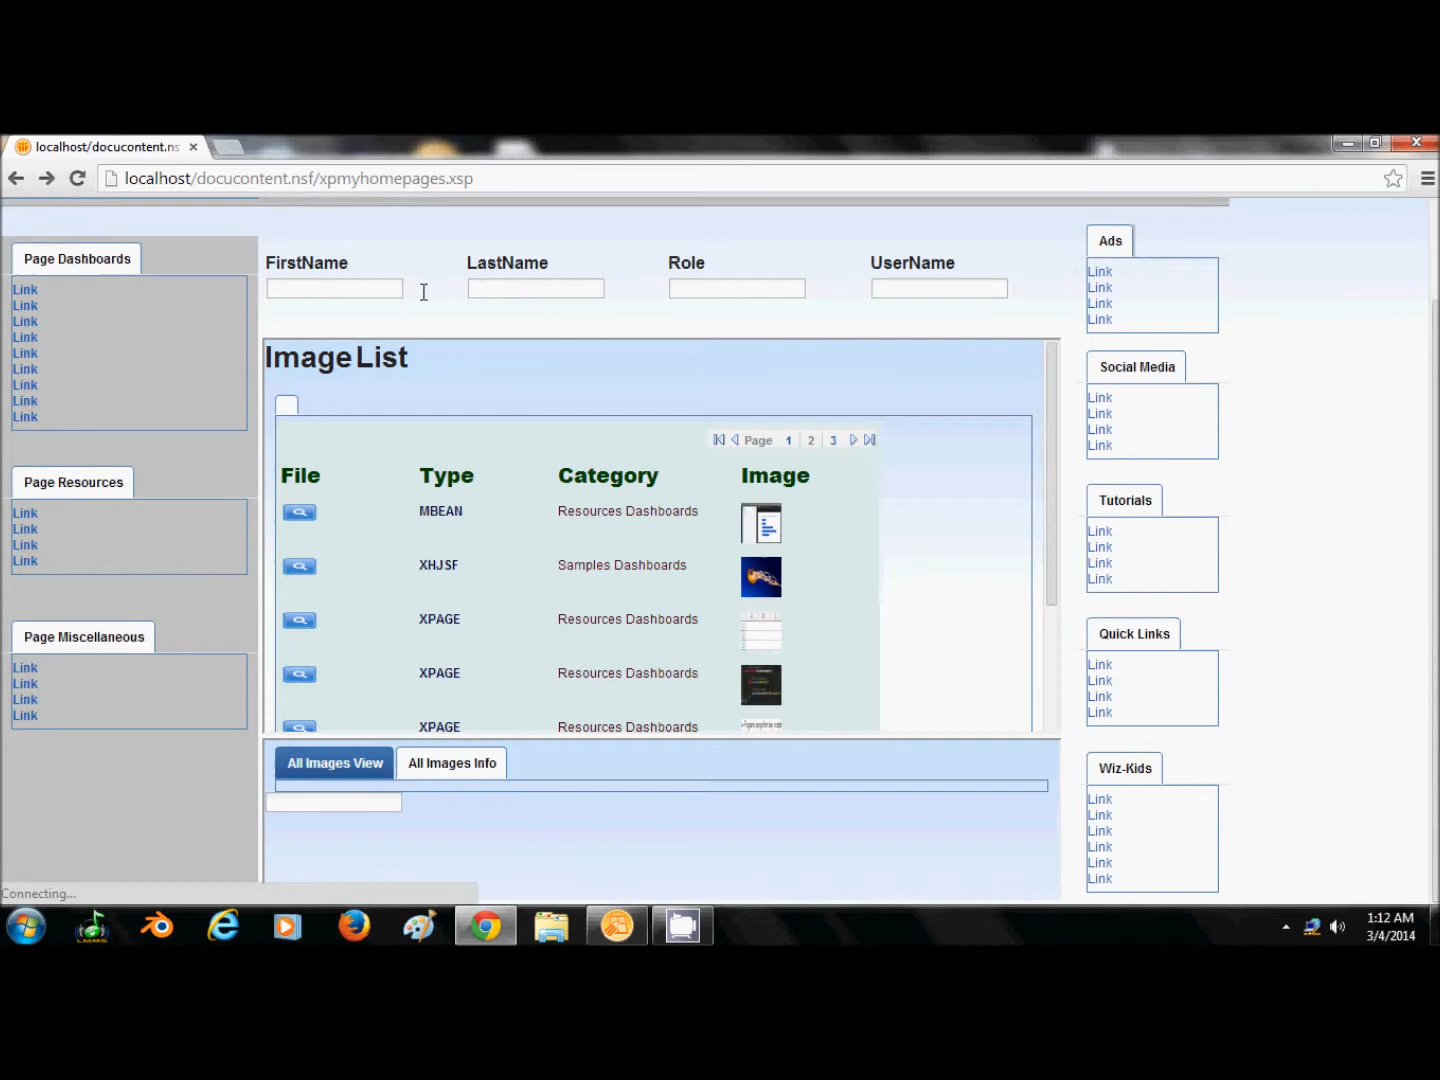 localhost/docucontent.ns
localhost/docucontent.nsf/xpmyhomepages.xsp
Page Dashboards
Link
Link
Link
Link
Link
Link
Link
Link
Link
Page Resources
Link
Link
Link
Link
Page Miscellaneous
Link
Link
Link
Link
FirstName LastName Role UserName
Image List
Page 1 2 3
File Type Category Image
MBEAN Resources Dashboards
XHJSF Samples Dashboards
XPAGE Resources Dashboards
XPAGE Resources Dashboards
XPAGE Resources Dashboards
All Images View All Images Info
Ads
Link
Link
Link
Link
Social Media
Link
Link
Link
Link
Tutorials
Link
Link
Link
Link
Quick Links
Link
Link
Link
Link
Wiz-Kids
Link
Link
Link
Link
Link
Link
Connecting...
LMMS
1:12 AM
3/4/2014